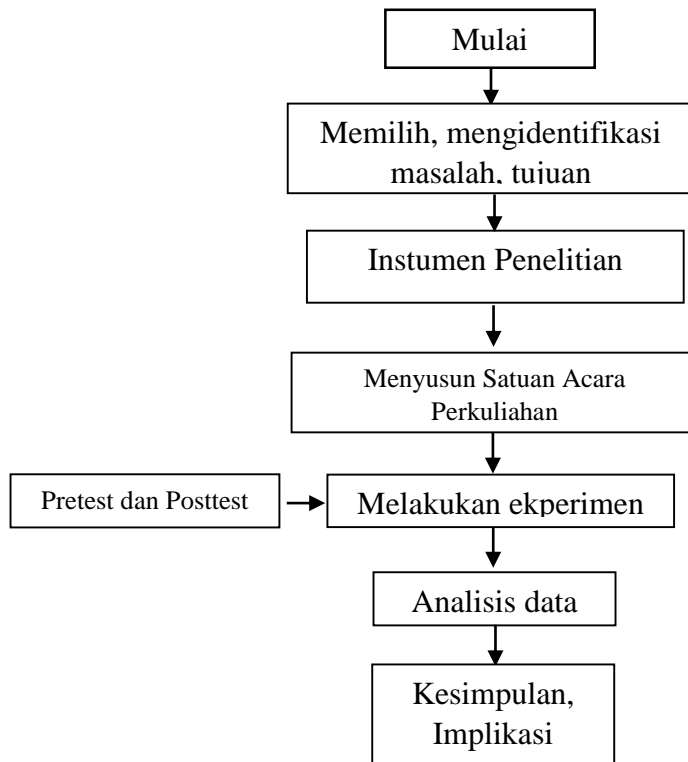 Mulai
Memilih, mengidentifikasi
masalah, tujuan
Instumen Penelitian
Menyusun Satuan Acara
Perkuliahan
Pretest dan Posttest
Melakukan ekperimen
Analisis data
Kesimpulan,
Implikasi